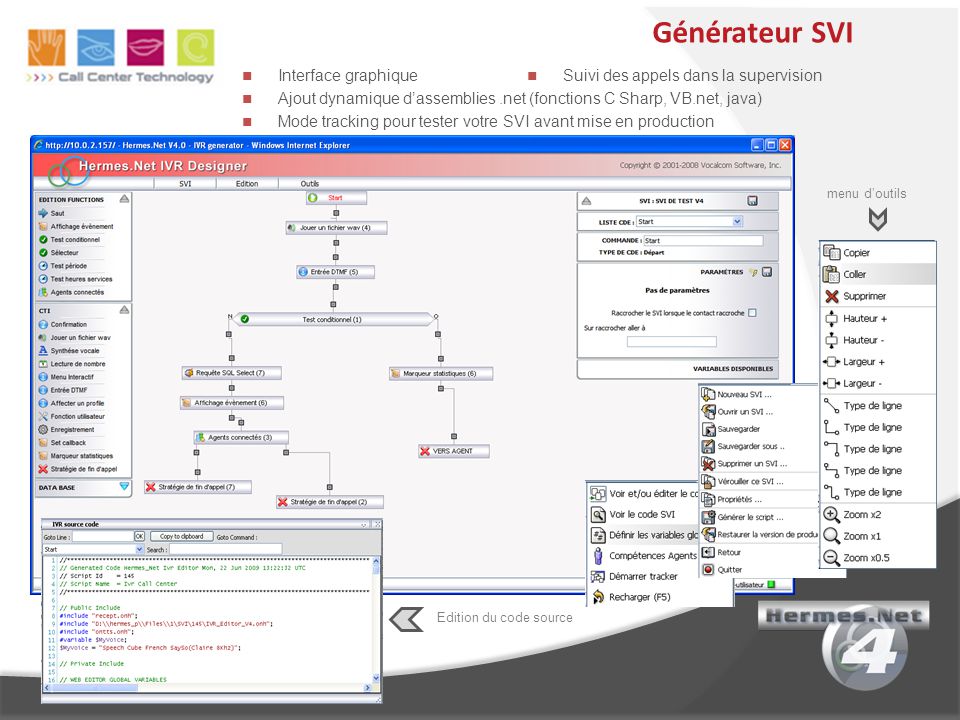 Générateur SVI
Call Center Technology
Interface graphique
Suivi des appels dans la supervision
Ajout dynamique d'assemblies .net (fonctions C Sharp, VB.net, java)
Mode tracking pour tester votre SVI avant mise en production
http://10.0.2.157/ - Hermes.Net V4.0 - IVR generator - Windows Internet Explorer
Hermes.Net IVR Designer
Copyright © 2001-2008 Vocalcom Software, Inc.
SVI
Edition
Outils
EDITION FUNCTIONS
Saut
Affichage évènement
Test conditionnel
Sélecteur
Test période
Test heures services
Agents connectés
CTI
Confirmation
Jouer un fichier wav
Synthèse vocale
Lecture de nombre
Menu Interactif
Entrée DTMF
Affecter un profile
Fonction utilisateur
Enregistrement
Set callback
Marqueur statistiques
Stratégie de fin d'appel
DATA BASE
Start
Jouer un fichier wav (4)
Entrée DTMF (5)
N
Test conditionnel (1)
O
Requête SQL Select (7)
Marqueur statistiques (6)
Affichage évènement (6)
Agents connectés (3)
VERS AGENT
Stratégie de fin d'appel (7)
Stratégie de fin d'appel (2)
SVI : SVI DE TEST V4
LISTE CDE : Start
COMMANDE : Start
TYPE DE CDE : Départ
PARAMÈTRES
Pas de paramètres
Raccrocher le SVI lorsque le contact raccroche
Sur raccrocher aller à
VARIABLES DISPONIBLES
menu d'outils
Copier
Coller
Supprimer
Hauteur +
Hauteur -
Largeur +
Largeur -
Type de ligne
Type de ligne
Type de ligne
Type de ligne
Type de ligne
Zoom x2
Zoom x1
Zoom x0.5
Nouveau SVI ...
Ouvrir un SVI ...
Sauvegarder
Sauvegarder sous ..
Supprimer un SVI ...
Vérouiller ce SVI ...
Propriétés ...
Générer le script ...
Restaurer la version de produ
Retour
Quitter
utilisateur
Voir et/ou éditer le co
Voir le code SVI
Définir les variables glo
Compétences Agents
Démarrer tracker
Recharger (F5)
IVR source code
Goto Line :
OK
Copy to clipboard
Goto Command :
Start
Search :
1 //**********
2 // Generated Code Hermes_Net Ivr Editor Mon, 22 Jun 2009 13:22:32 UTC
3 // Script Id = 145
4 // Script Name = Ivr Call Center
5 //**********
6
7 // Public Include
8 #include "recept.onh"
9 #include "D:\\hermes_p\\Files\\1\SVI\145\IVR_Editor_V4.onh"
10 #include "ontts.onh"
11 #variable $MyVoice;
12 $MyVoice = "Speech Cube French SaySo(Claire 8Khz)";
13
14 // Private Include
15
16 // WEB EDITOR GLOBAL VARIABLES
Edition du code source
Hermes.Net
4